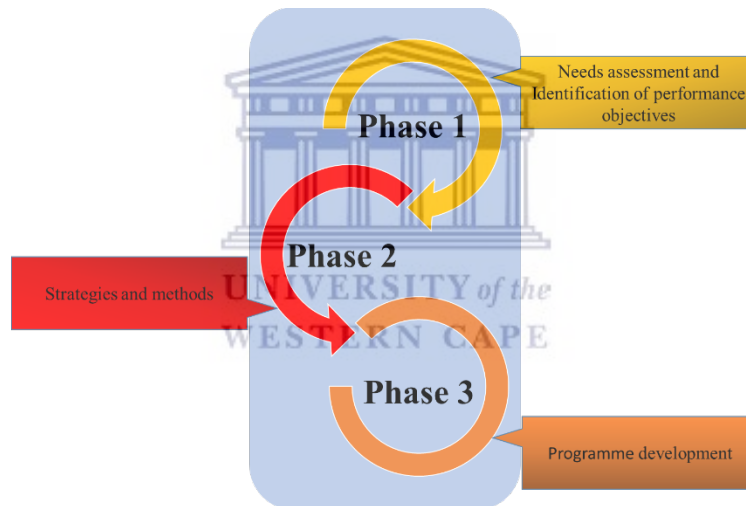 Needs assessment and
Identification of performance
objectives
Phase 1
Phase 2
Strategies and methods
UNIVERSITY of the
WESTERN CAPE
Phase 3
Programme development